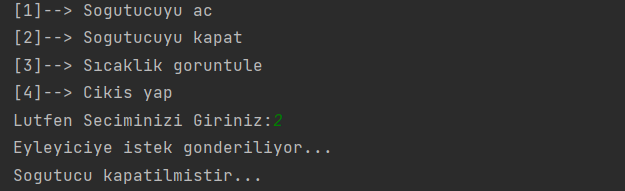 [1]--> Sogutucuyu ac
[2]--> Sogutucuyu kapat
[3]--> Sıcaklik goruntule
[4]--> Cikis yap
Lutfen Seciminizi Giriniz:2
Eyleyiciye istek gonderiliyor...
Sogutucu kapatilmistir...